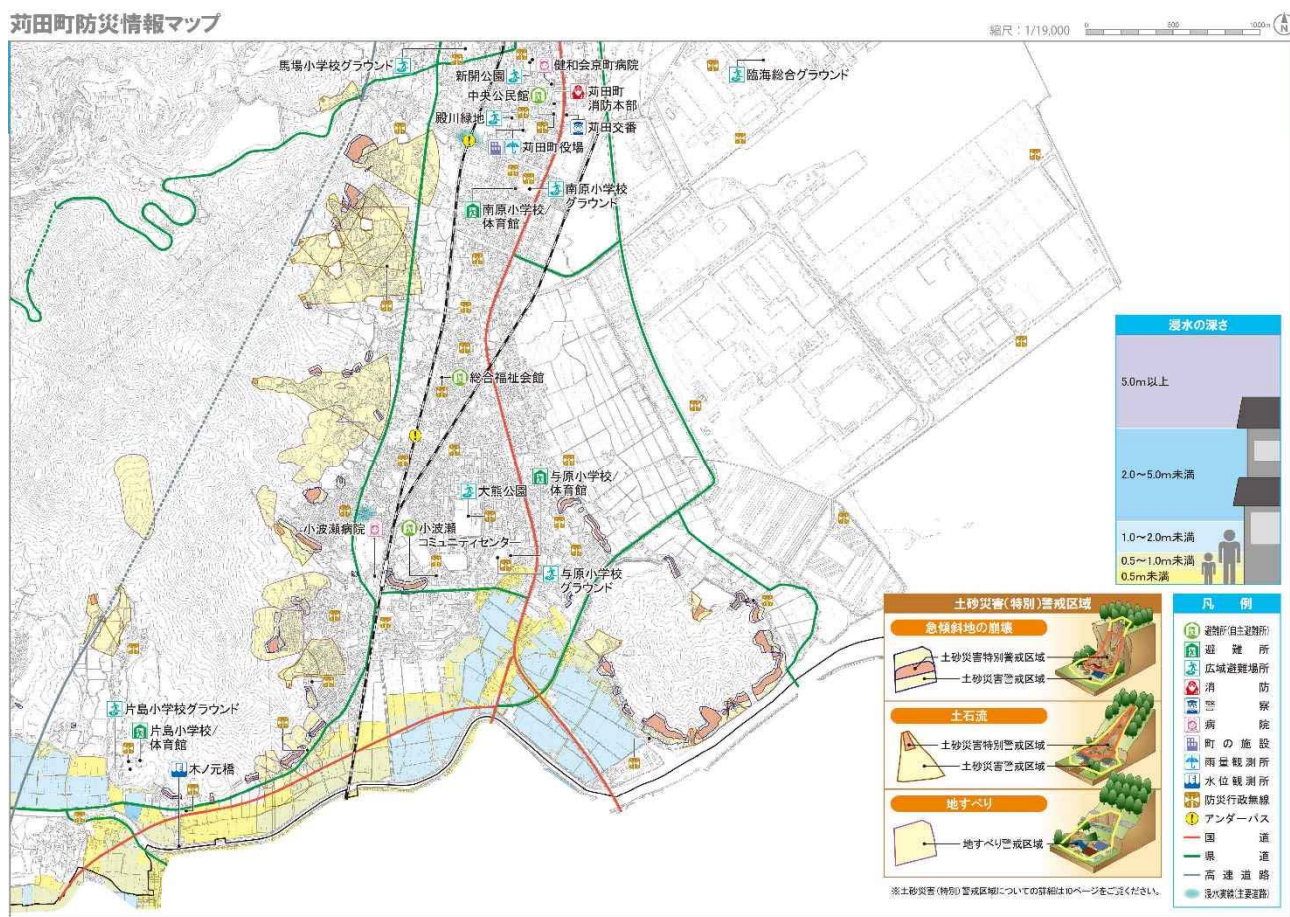 苅田町防災情報マップ
縮尺：1/19,000
0 500 1000m
N
馬場小学校グラウンド
健和会京町病院
新開公園
中央公民館
苅田町
消防本部
臨海総合グラウンド
殿川緑地
苅田交番
苅田町役場
南原小学校
グラウンド
南原小学校/
体育館
総合福祉会館
与原小学校/
体育館
大熊公園
小波瀬病院
小波瀬
コミュニティセンター
与原小学校
グラウンド
片島小学校グラウンド
片島小学校/
体育館
木ノ元橋
浸水の深さ
5.0m以上
2.0～5.0m未満
1.0～2.0m未満
0.5～1.0m未満
0.5m未満
土砂災害(特別)警戒区域
急傾斜地の崩壊
土砂災害特別警戒区域
土砂災害警戒区域
土石流
土砂災害特別警戒区域
土砂災害警戒区域
地すべり
地すべり警戒区域
※土砂災害(特別)警戒区域についての詳細は10ページをご覧ください。
凡例
避難所(自主避難所)
避難所
広域避難場所
消防
警察
病院
町の施設
雨量観測所
水位観測所
防災行政無線
アンダーパス
国道
県道
高速道路
浸水実績(主要道路)